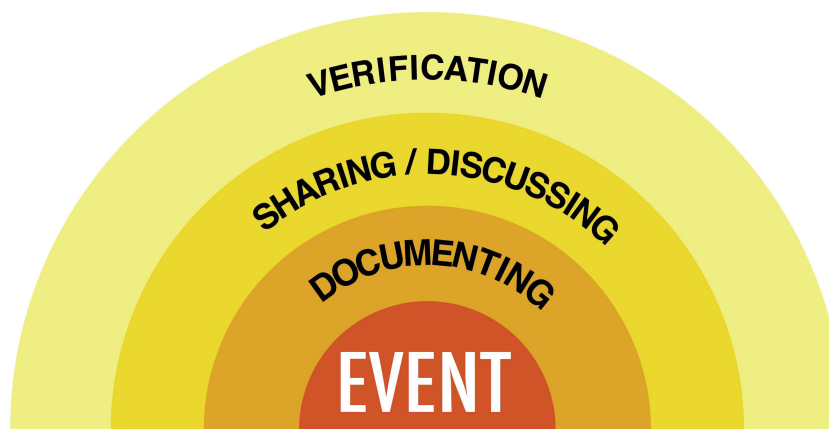 VERIFICATION
SHARING / DISCUSSING
DOCUMENTING
EVENT